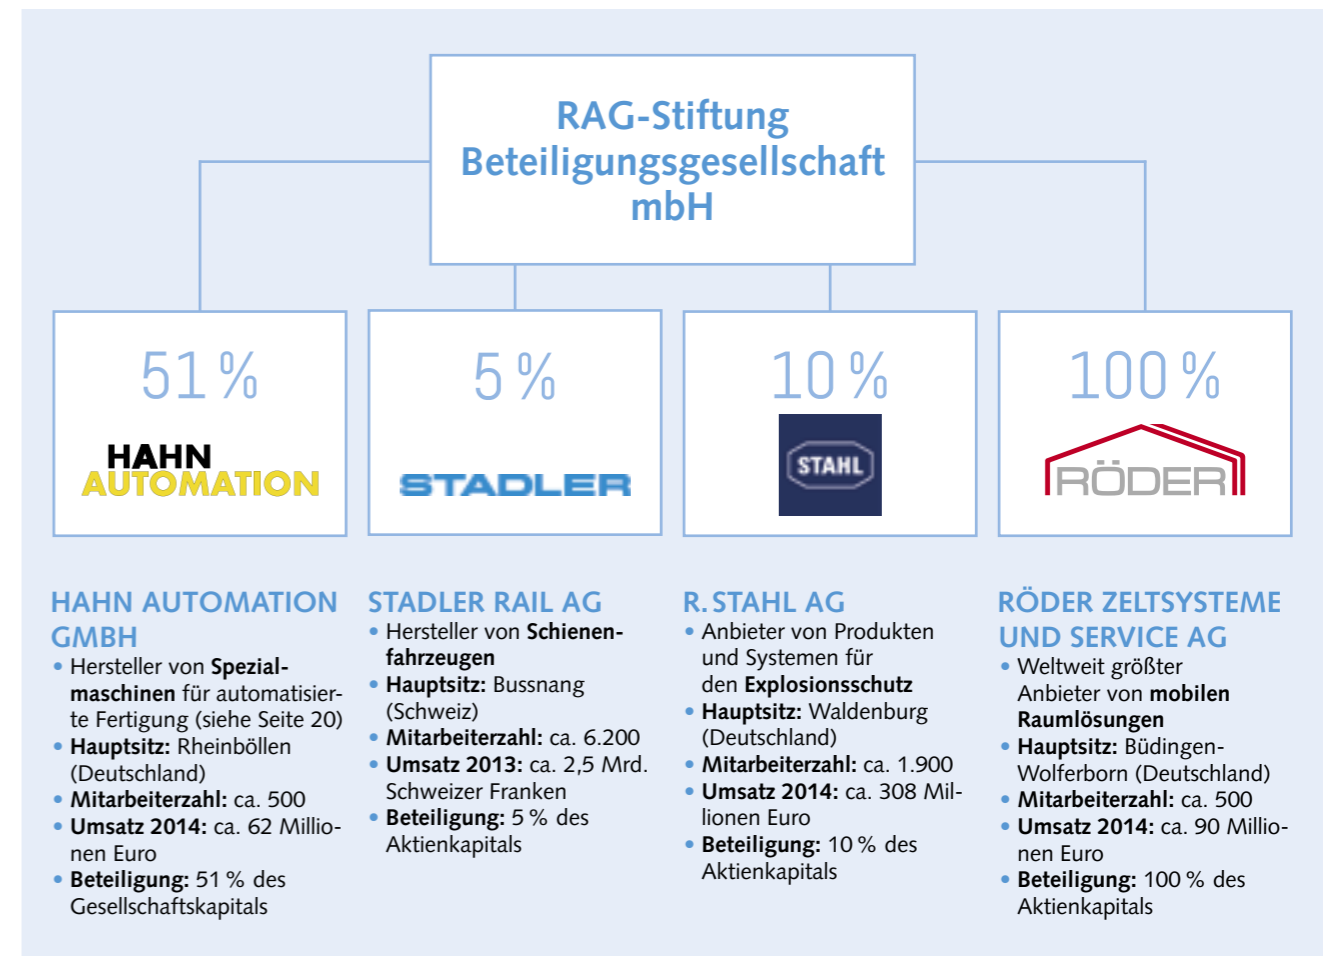 RAG-Stiftung
Beteiligungsgesellschaft
mbH
51 %
HAHN
AUTOMATION
5 %
STADLER
10 %
STAHL
100 %
RÖDER
HAHN AUTOMATION
GMBH
• Hersteller von Spezial-
maschinen für automatisier-
te Fertigung (siehe Seite 20)
• Hauptsitz: Rheinböllen
(Deutschland)
• Mitarbeiterzahl: ca. 500
• Umsatz 2014: ca. 62 Millio-
nen Euro
• Beteiligung: 51 % des
Gesellschaftskapitals
STADLER RAIL AG
• Hersteller von Schienen-
fahrzeugen
• Hauptsitz: Bussnang
(Schweiz)
• Mitarbeiterzahl: ca. 6.200
• Umsatz 2013: ca. 2,5 Mrd.
Schweizer Franken
• Beteiligung: 5 % des
Aktienkapitals
R. STAHL AG
• Anbieter von Produkten
und Systemen für
den Explosionsschutz
• Hauptsitz: Waldenburg
(Deutschland)
• Mitarbeiterzahl: ca. 1.900
• Umsatz 2014: ca. 308 Mil-
lionen Euro
• Beteiligung: 10 % des
Aktienkapitals
RÖDER ZELTSYSTEME
UND SERVICE AG
• Weltweit größter
Anbieter von mobilen
Raumlösungen
• Hauptsitz: Büdingen-
Wolferborn (Deutschland)
• Mitarbeiterzahl: ca. 500
• Umsatz 2014: ca. 90 Millio-
nen Euro
• Beteiligung: 100 % des
Aktienkapitals